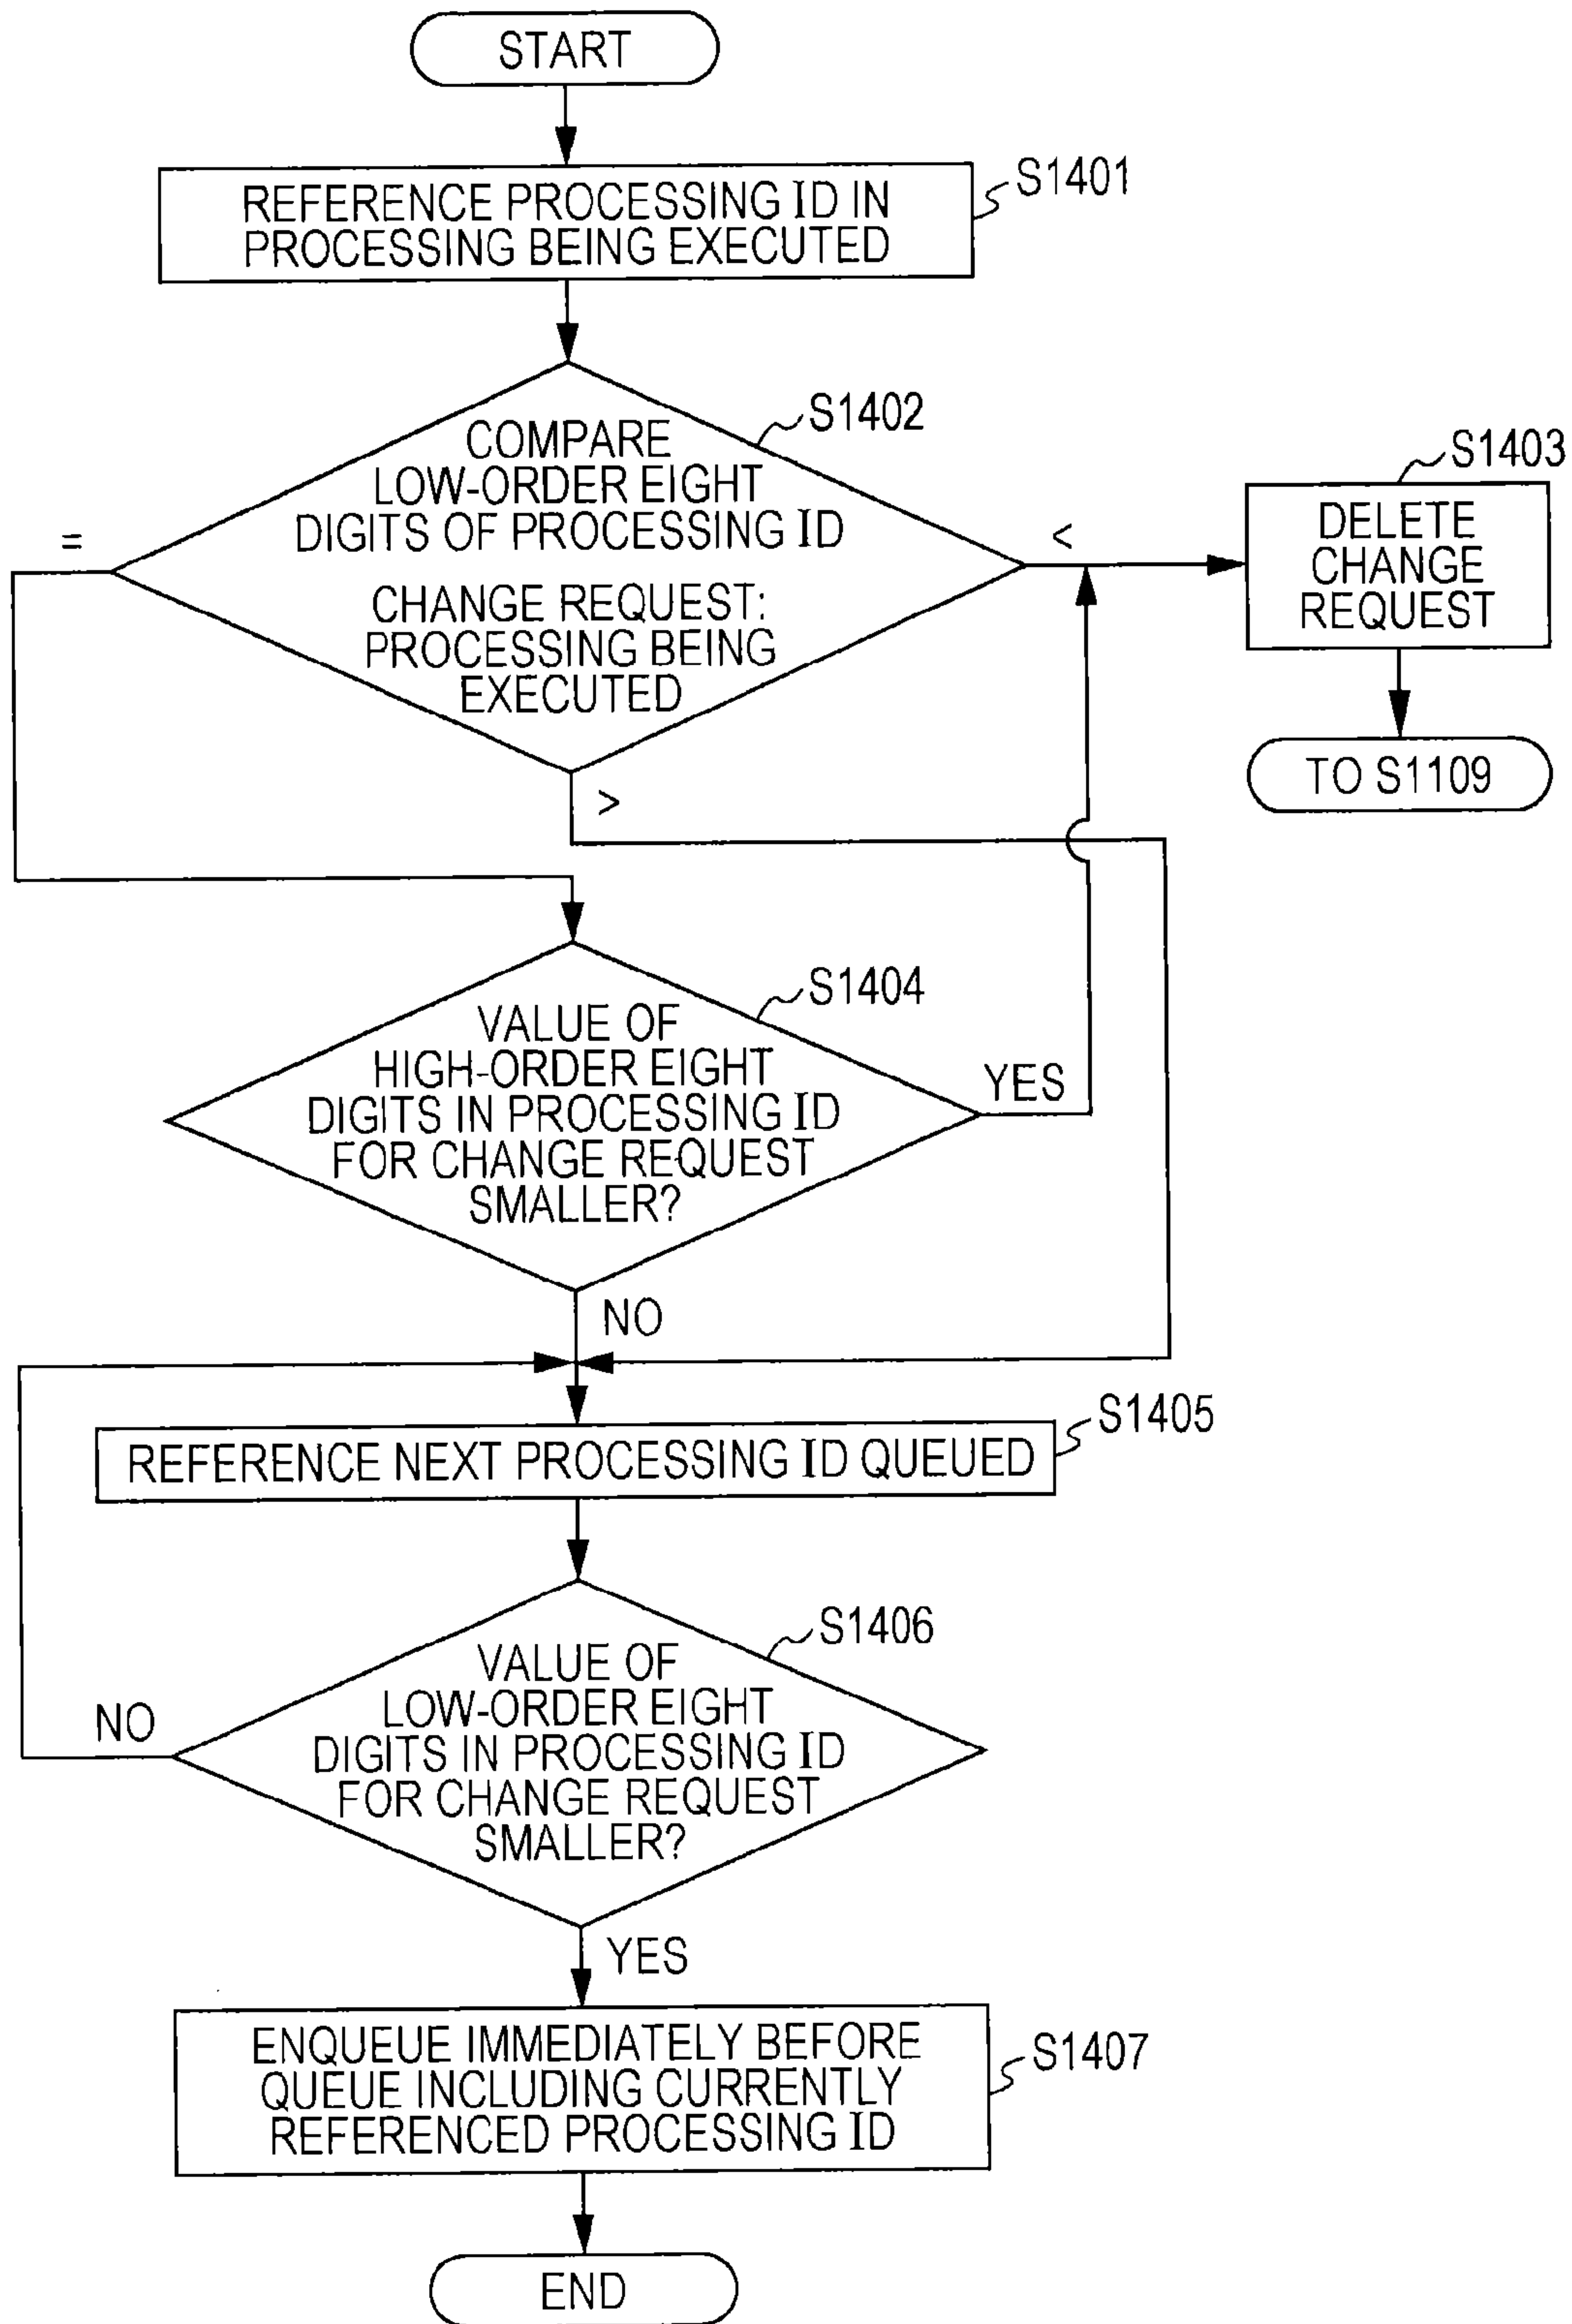 START
S1401
REFERENCE PROCESSING ID IN
PROCESSING BEING EXECUTED
S1402
COMPARE
LOW-ORDER EIGHT
DIGITS OF PROCESSING ID
CHANGE REQUEST:
PROCESSING BEING
EXECUTED
=
<
>
S1403
DELETE
CHANGE
REQUEST
TO S1109
S1404
VALUE OF
HIGH-ORDER EIGHT
DIGITS IN PROCESSING ID
FOR CHANGE REQUEST
SMALLER?
YES
NO
S1405
REFERENCE NEXT PROCESSING ID QUEUED
S1406
VALUE OF
LOW-ORDER EIGHT
DIGITS IN PROCESSING ID
FOR CHANGE REQUEST
SMALLER?
NO
YES
S1407
ENQUEUE IMMEDIATELY BEFORE
QUEUE INCLUDING CURRENTLY
REFERENCED PROCESSING ID
END